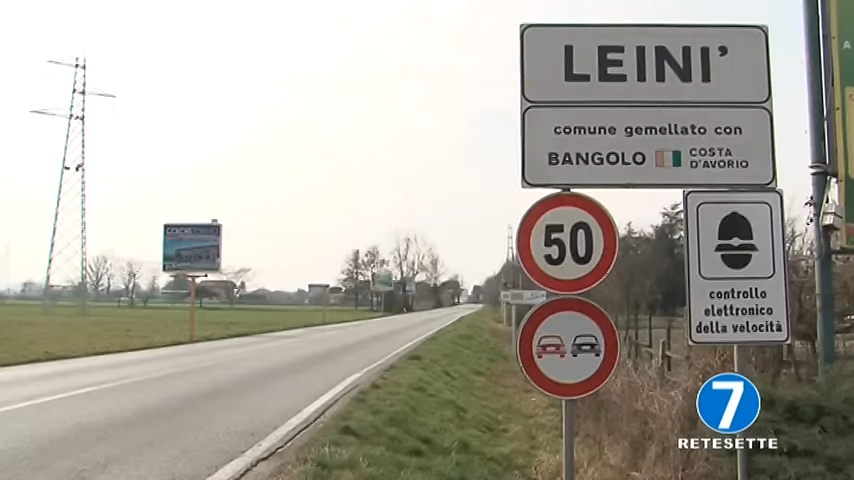 LEINI'
comune gemellato con
BANGOLO COSTA D'AVORIO
50
controllo
elettronico
della velocità
7
RETESETTE